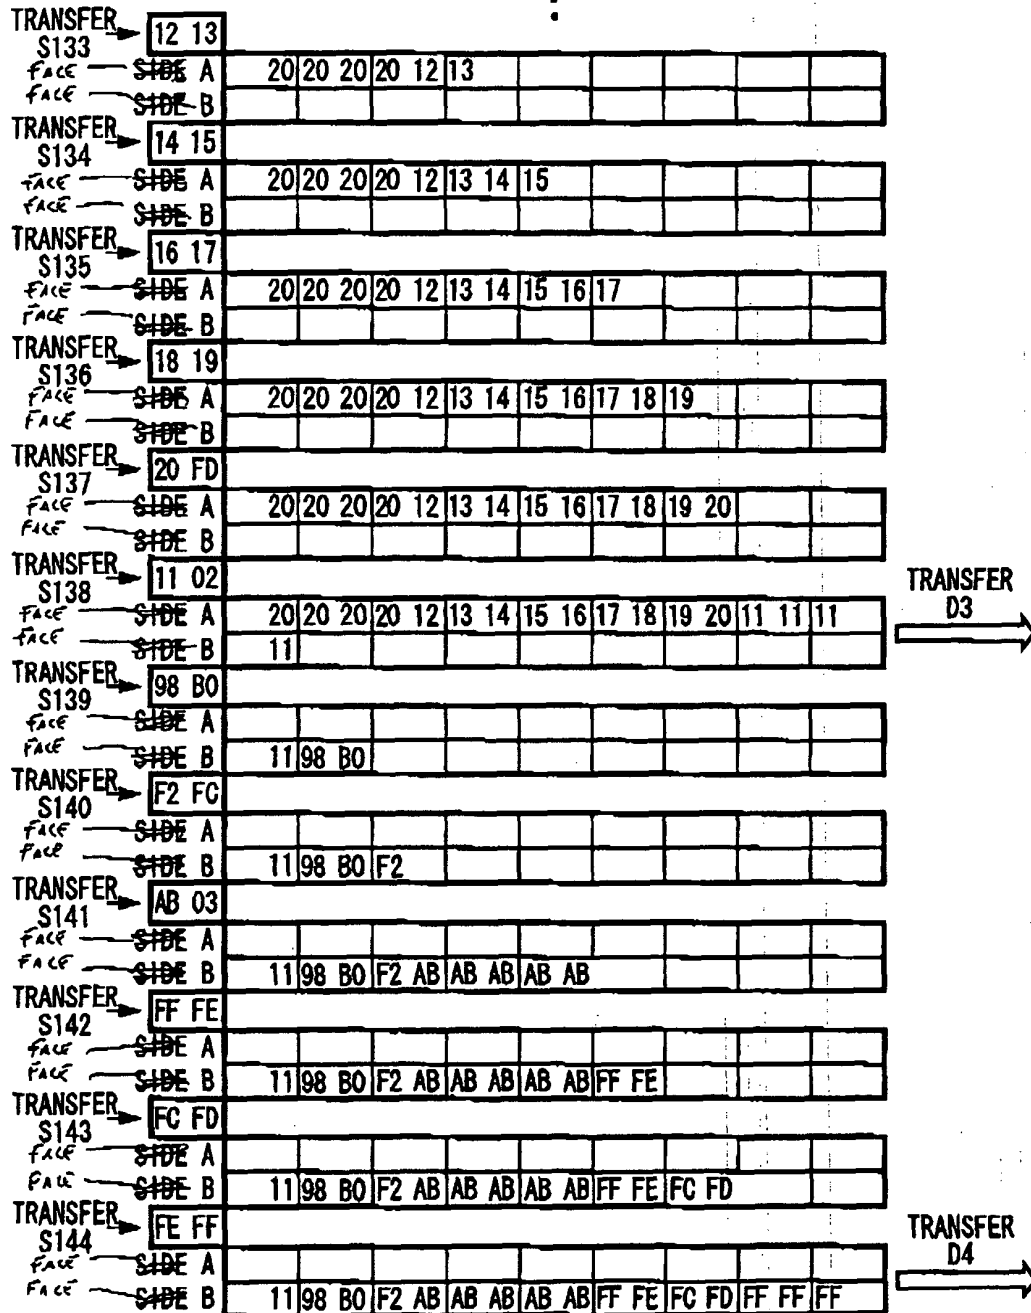 TRANSFER S133 12 13
FACE SIDE A 20 20 20 20 12 13
FACE SIDE B
TRANSFER S134 14 15
FACE SIDE A 20 20 20 20 12 13 14 15
FACE SIDE B
TRANSFER S135 16 17
FACE SIDE A 20 20 20 20 12 13 14 15 16 17
FACE SIDE B
TRANSFER S136 18 19
FACE SIDE A 20 20 20 20 12 13 14 15 16 17 18 19
FACE SIDE B
TRANSFER S137 20 FD
FACE SIDE A 20 20 20 20 12 13 14 15 16 17 18 19 20
FACE SIDE B
TRANSFER S138 11 02
FACE SIDE A 20 20 20 20 12 13 14 15 16 17 18 19 20 11 11 11
TRANSFER D3
FACE SIDE B 11
TRANSFER S139 98 B0
FACE SIDE A
FACE SIDE B 11 98 B0
TRANSFER S140 F2 FC
FACE SIDE A
FACE SIDE B 11 98 B0 F2
TRANSFER S141 AB 03
FACE SIDE A
FACE SIDE B 11 98 B0 F2 AB AB AB AB AB
TRANSFER S142 FF FE
FACE SIDE A
FACE SIDE B 11 98 B0 F2 AB AB AB AB AB FF FE
TRANSFER S143 FC FD
FACE SIDE A
FACE SIDE B 11 98 B0 F2 AB AB AB AB AB FF FE FC FD
TRANSFER S144 FE FF
FACE SIDE A
TRANSFER D4
FACE SIDE B 11 98 B0 F2 AB AB AB AB AB FF FE FC FD FF FF FF